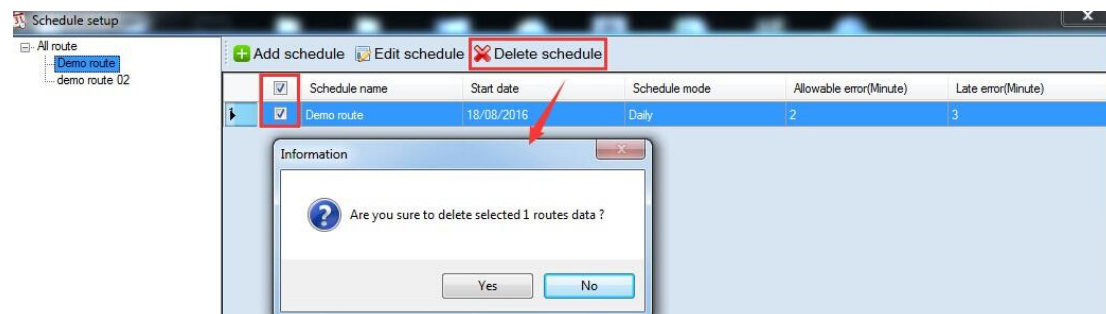 Schedule setup
All route
Demo route
demo route 02
Add schedule Edit schedule Delete schedule
Schedule name Start date Schedule mode Allowable error(Minute) Late error(Minute)
Demo route 18/08/2016 Daily 2 3
Information
Are you sure to delete selected 1 routes data ?
Yes No